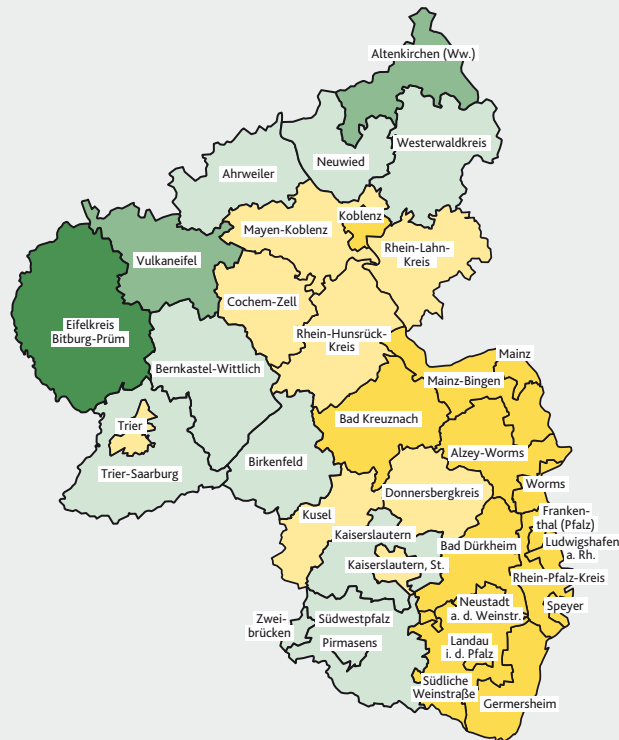 Altenkirchen (Ww.)
Westerwaldkreis
Neuwied
Ahrweiler
Koblenz
Mayen-Koblenz
Rhein-Lahn-
Kreis
Vulkaneifel
Cochem-Zell
Eifelkreis
Bitburg-Prüm
Rhein-Hunsrück-
Kreis
Mainz
Bernkastel-Wittlich
Mainz-Bingen
Bad Kreuznach
Trier
Alzey-Worms
Birkenfeld
Trier-Saarburg
Worms
Donnersbergkreis
Kusel
Franken-
thal (Pfalz)
Kaiserslautern
Ludwigshafen
a. Rh.
Bad Dürkheim
Kaiserslautern, St.
Rhein-Pfalz-Kreis
Neustadt
a. d. Weinstr.
Speyer
Zwei-
brücken
Südwestpfalz
Pirmasens
Landau
i. d. Pfalz
Südliche
Weinstraße
Germersheim